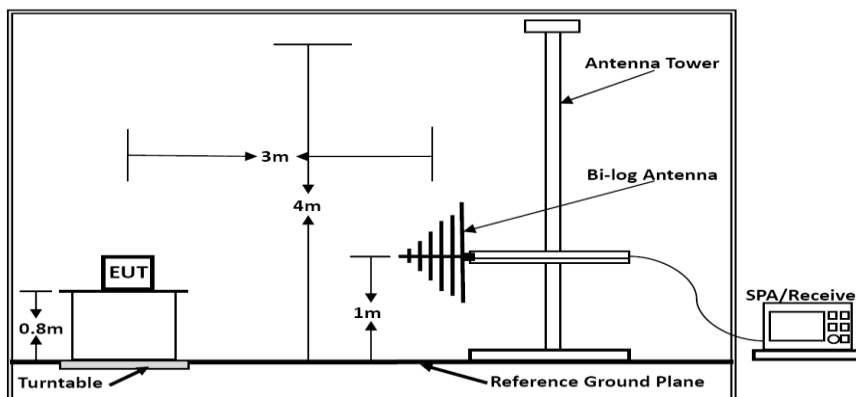 Antenna Tower
3m
Bi-log Antenna
4m
EUT
0.8m
1m
SPA/Receive
Turntable
Reference Ground Plane